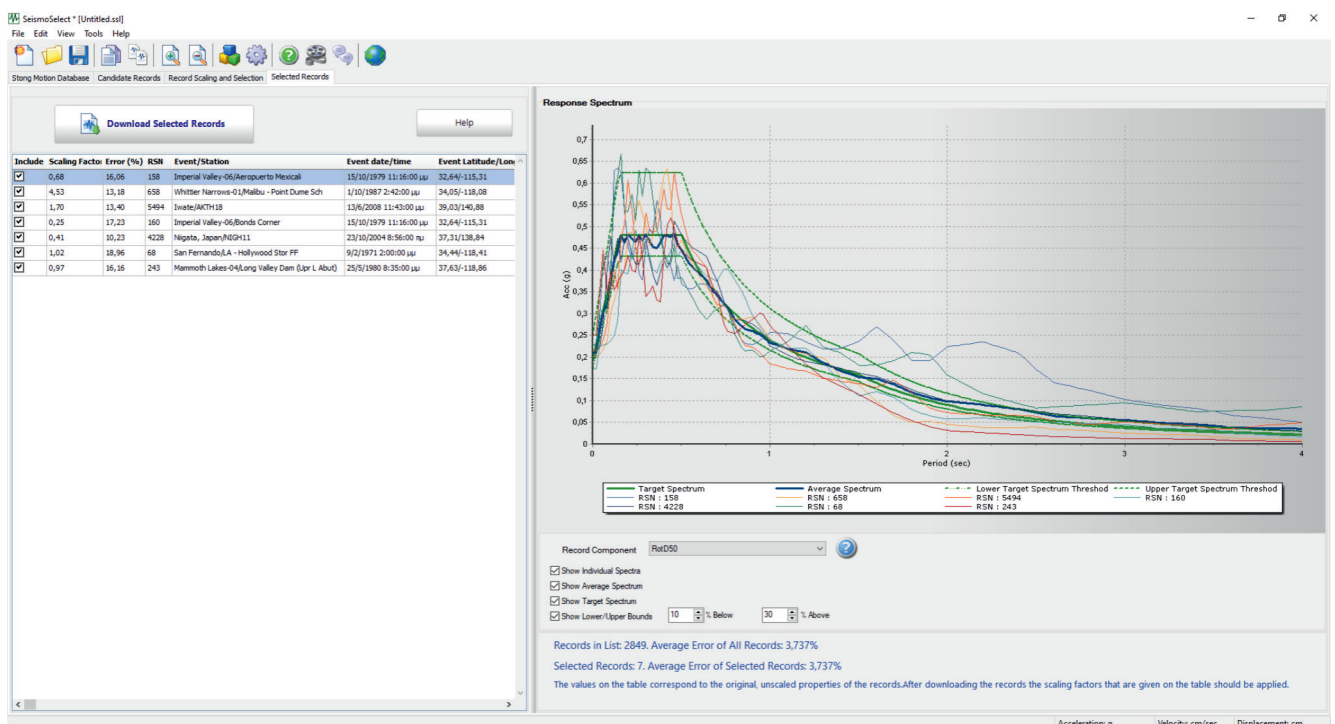 SeismoSelect * [Untitled.ssl]
File Edit View Tools Help
Stong Motion Database Candidate Records Record Scaling and Selection Selected Records
Download Selected Records
Help
Include Scaling Facto Error (%) RSN Event/Station Event date/time Event Latitude/Lon
0,68 16,06 158 Imperial Valley-06/Aeropuerto Mexicali 15/10/1979 11:16:00 μμ 32,64/-115,31
4,53 13,18 658 Whittier Narrows-01/Malibu - Point Dume Sch 1/10/1987 2:42:00 μμ 34,05/-118,08
1,70 13,40 5494 Iwate/AKTH18 13/6/2008 11:43:00 μμ 39,03/140,88
0,25 17,23 160 Imperial Valley-06/Bonds Corner 15/10/1979 11:16:00 μμ 32,64/-115,31
0,41 10,23 4228 Niigata, Japan/NIGH11 23/10/2004 8:56:00 πμ 37,31/138,84
1,02 18,96 68 San Fernando/LA - Hollywood Stor FF 9/2/1971 2:00:00 μμ 34,44/-118,41
0,97 16,16 243 Mammoth Lakes-04/Long Valley Dam (Upr L Abut) 25/5/1980 8:35:00 μμ 37,63/-118,86
Response Spectrum
0,7
0,65
0,6
0,55
0,5
0,45
0,4
0,35
0,3
0,25
0,2
0,15
0,1
0,05
0
Acc (g)
0 1 2 3 4
Period (sec)
Target Spectrum Average Spectrum Lower Target Spectrum Threshod Upper Target Spectrum Threshod
RSN : 158 RSN : 658 RSN : 5494 RSN : 160
RSN : 4228 RSN : 68 RSN : 243
Record Component RotD50
Show Individual Spectra
Show Average Spectrum
Show Target Spectrum
Show Lower/Upper Bounds 10 % Below 30 % Above
Records in List: 2849. Average Error of All Records: 3,737%
Selected Records: 7. Average Error of Selected Records: 3,737%
The values on the table correspond to the original, unscaled properties of the records.After downloading the records the scaling factors that are given on the table should be applied.
Acceleration: g Velocity: cm/sec Displacement: cm